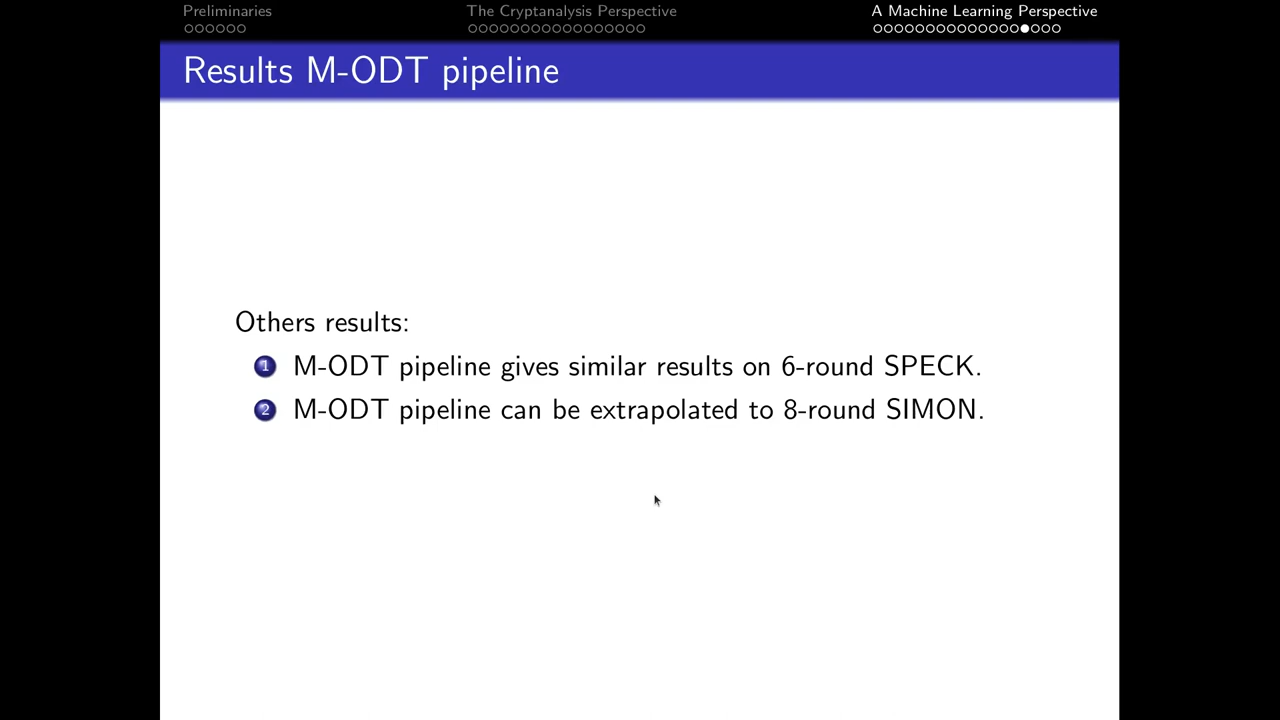 Preliminaries
The Cryptanalysis Perspective
A Machine Learning Perspective
Results M-ODT pipeline
Others results:
1 M-ODT pipeline gives similar results on 6-round SPECK.
2 M-ODT pipeline can be extrapolated to 8-round SIMON.